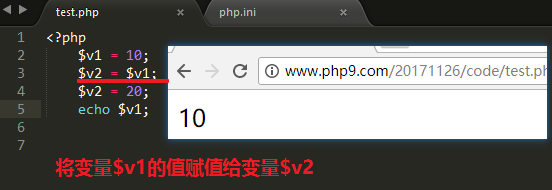 test.php × php.ini ×
1 <?php
2 $v1 = 10;
3 $v2 = $v1;
4 $v2 = 20;
5 echo $v1;
6
7
www.php9.com/20171126/code/test.ph
10
将变量$v1的值赋值给变量$v2